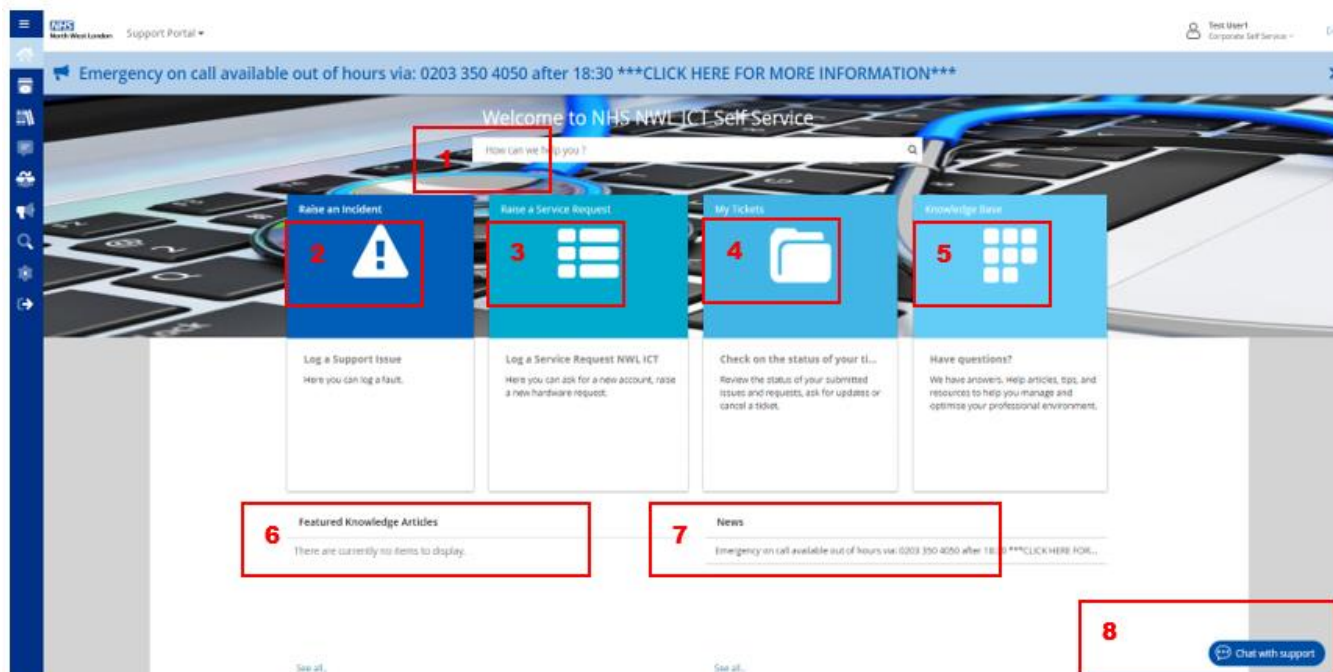 NHS
North West London
Support Portal
Test User1
Corporate Self Service
Emergency on call available out of hours via: 0203 350 4050 after 18:30 ***CLICK HERE FOR MORE INFORMATION***
Welcome to NHS NWL ICT Self Service
1
How can we help you ?
Raise an Incident
Raise a Service Request
My Tickets
Knowledge Base
2
3
4
5
Log a Support Issue
Here you can log a fault.
Log a Service Request NWL ICT
Here you can ask for a new account, raise
a new hardware request.
Check on the status of your ti...
Review the status of your submitted
issues and requests, ask for updates or
cancel a ticket.
Have questions?
We have answers. Help articles, tips, and
resources to help you manage and
optimise your professional environment.
6
Featured Knowledge Articles
There are currently no items to display.
7
News
Emergency on call available out of hours via: 0203 350 4050 after 18:30 ***CLICK HERE FOR...
8
Chat with support
See all..
See all..